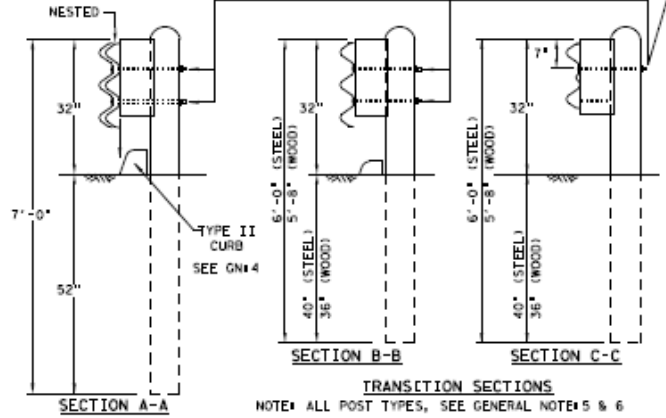 NESTED
32"
7'-0"
52"
TYPE II
CURB
SEE GN#4
SECTION A-A
6'-0" (STEEL)
5'-8" (WOOD)
32"
40" (STEEL)
36" (WOOD)
SECTION B-B
7"
6'-0" (STEEL)
5'-8" (WOOD)
32"
40" (STEEL)
36" (WOOD)
SECTION C-C
TRANSITION SECTIONS
NOTE: ALL POST TYPES, SEE GENERAL NOTE: 5 & 6